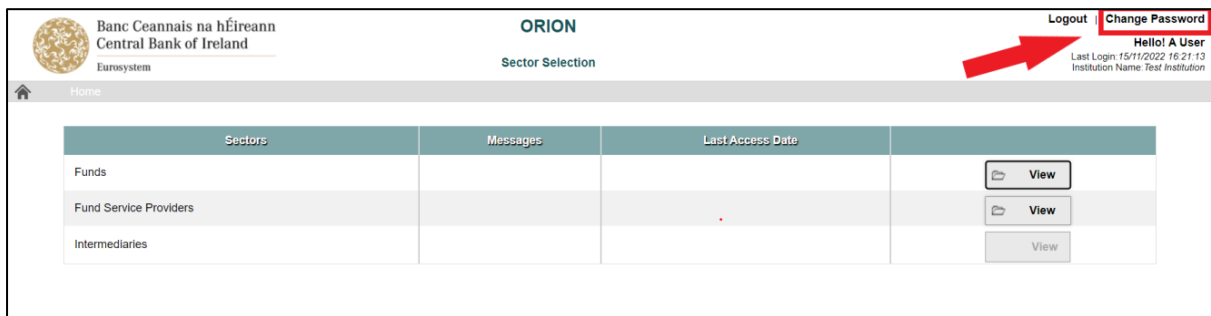 Banc Ceannais na hÉireann
Central Bank of Ireland
Eurosystem
ORION
Sector Selection
Logout | Change Password
Hello! A User
Last Login:15/11/2022 16:21:13
Institution Name:Test Institution
Home
Sectors Messages Last Access Date
Funds View
Fund Service Providers View
Intermediaries View